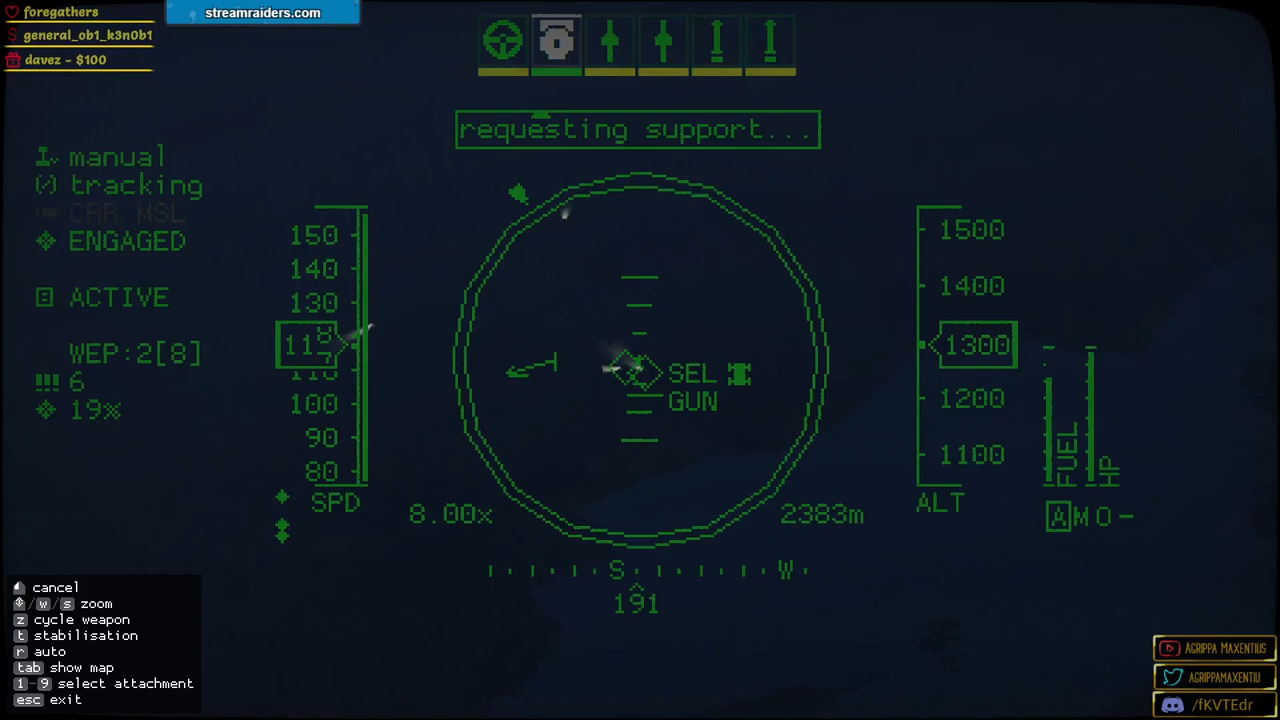 foregathers
general_ob1_k3n0b1
davez - $100
streamraiders.com
requesting support...
manual
tracking
CRR MSL
ENGAGED
ACTIVE
WEP:2[8]
6
19%
150
140
130
110
100
90
80
SPD
SEL
GUN
8.00x
2383m
S W
191
1500
1400
1300
1200
1100
ALT
FUEL
HP
AMO-
cancel
/w/s zoom
z cycle weapon
t stabilisation
r auto
tab show map
1-9 select attachment
esc exit
AGRIPPA MAXENTIUS
AGRIPPAMAXENTIU
/fKVTEdr